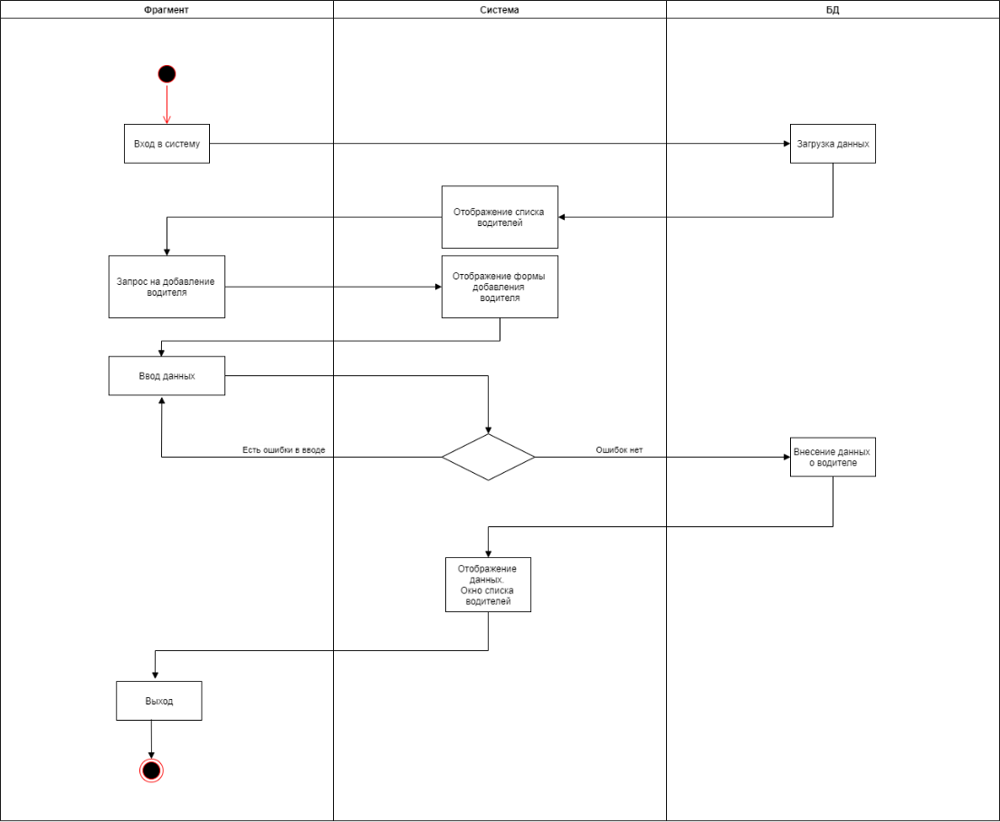 Фрагмент
Система
БД
Вход в систему
Загрузка данных
Отображение списка
водителей
Запрос на добавление
водителя
Отображение формы
добавления
водителя
Ввод данных
Есть ошибки в вводе
Ошибок нет
Внесение данных
о водителе
Отображение
данных.
Окно списка
водителей
Выход